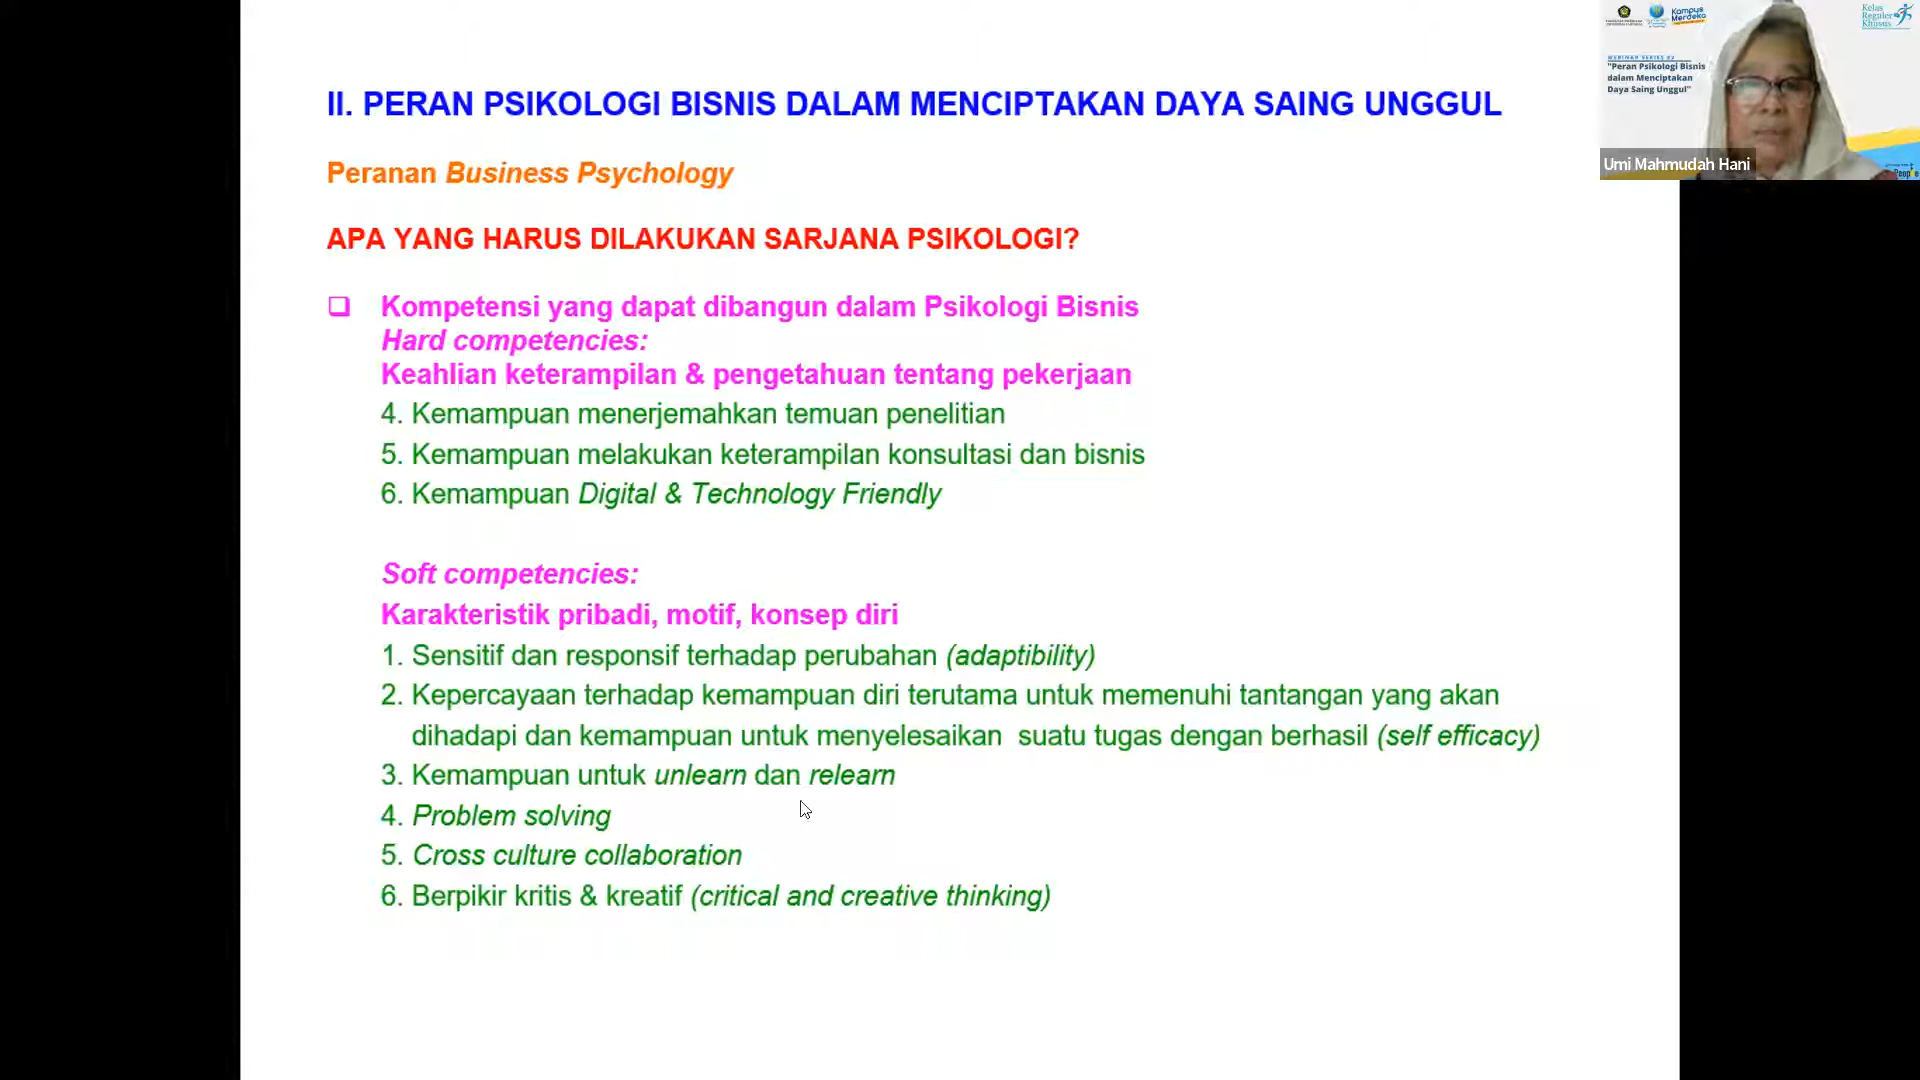 II. PERAN PSIKOLOGI BISNIS DALAM MENCIPTAKAN DAYA SAING UNGGUL
Peranan Business Psychology
APA YANG HARUS DILAKUKAN SARJANA PSIKOLOGI?
Kompetensi yang dapat dibangun dalam Psikologi Bisnis
Hard competencies:
Keahlian keterampilan & pengetahuan tentang pekerjaan
4. Kemampuan menerjemahkan temuan penelitian
5. Kemampuan melakukan keterampilan konsultasi dan bisnis
6. Kemampuan Digital & Technology Friendly
Soft competencies:
Karakteristik pribadi, motif, konsep diri
1. Sensitif dan responsif terhadap perubahan (adaptibility)
2. Kepercayaan terhadap kemampuan diri terutama untuk memenuhi tantangan yang akan
dihadapi dan kemampuan untuk menyelesaikan suatu tugas dengan berhasil (self efficacy)
3. Kemampuan untuk unlearn dan relearn
4. Problem solving
5. Cross culture collaboration
6. Berpikir kritis & kreatif (critical and creative thinking)
Kampus
Merdeka
Kelas
Reguler
Khusus
WEBINAR SERIES
"Peran Psikologi Bisnis
dalam Menciptakan
Daya Saing Unggul"
Umi Mahmudah Hani